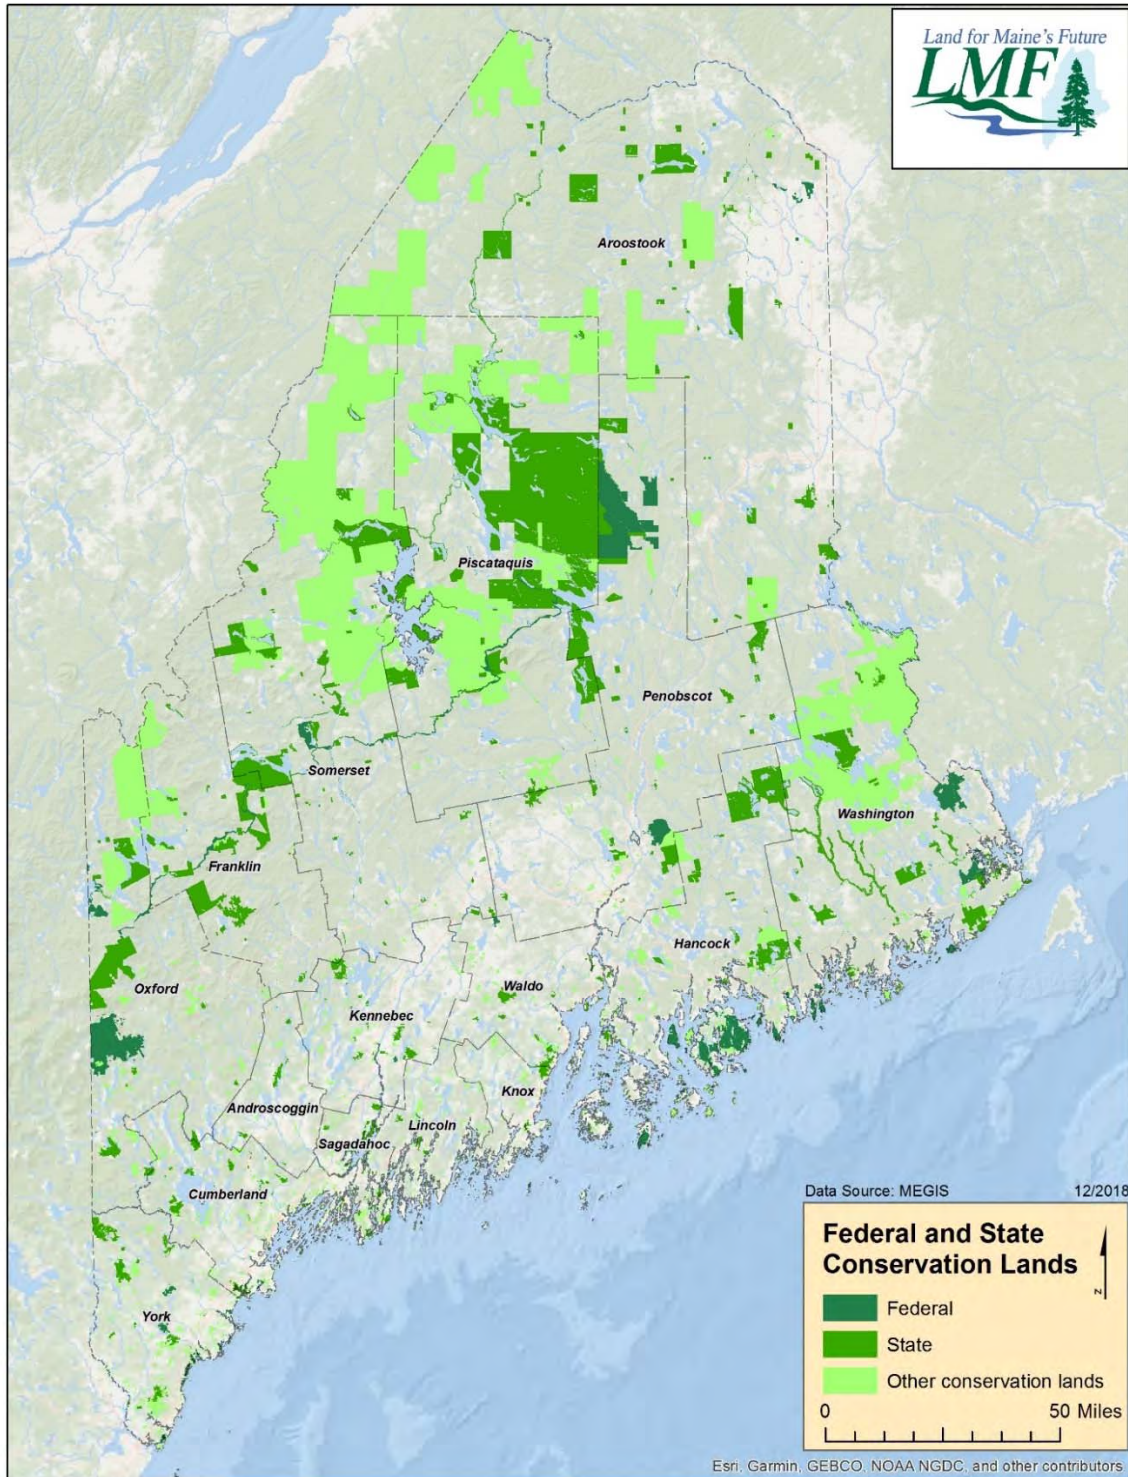 Land for Maine's Future
LMF
Aroostook
Piscataquis
Penobscot
Somerset
Washington
Franklin
Hancock
Oxford
Waldo
Kennebec
Knox
Androscoggin
Lincoln
Sagadahoc
Cumberland
York
Data Source: MEGIS 12/2018
Federal and State
Conservation Lands
N
Federal
State
Other conservation lands
0 50 Miles
Esri, Garmin, GEBCO, NOAA NGDC, and other contributors